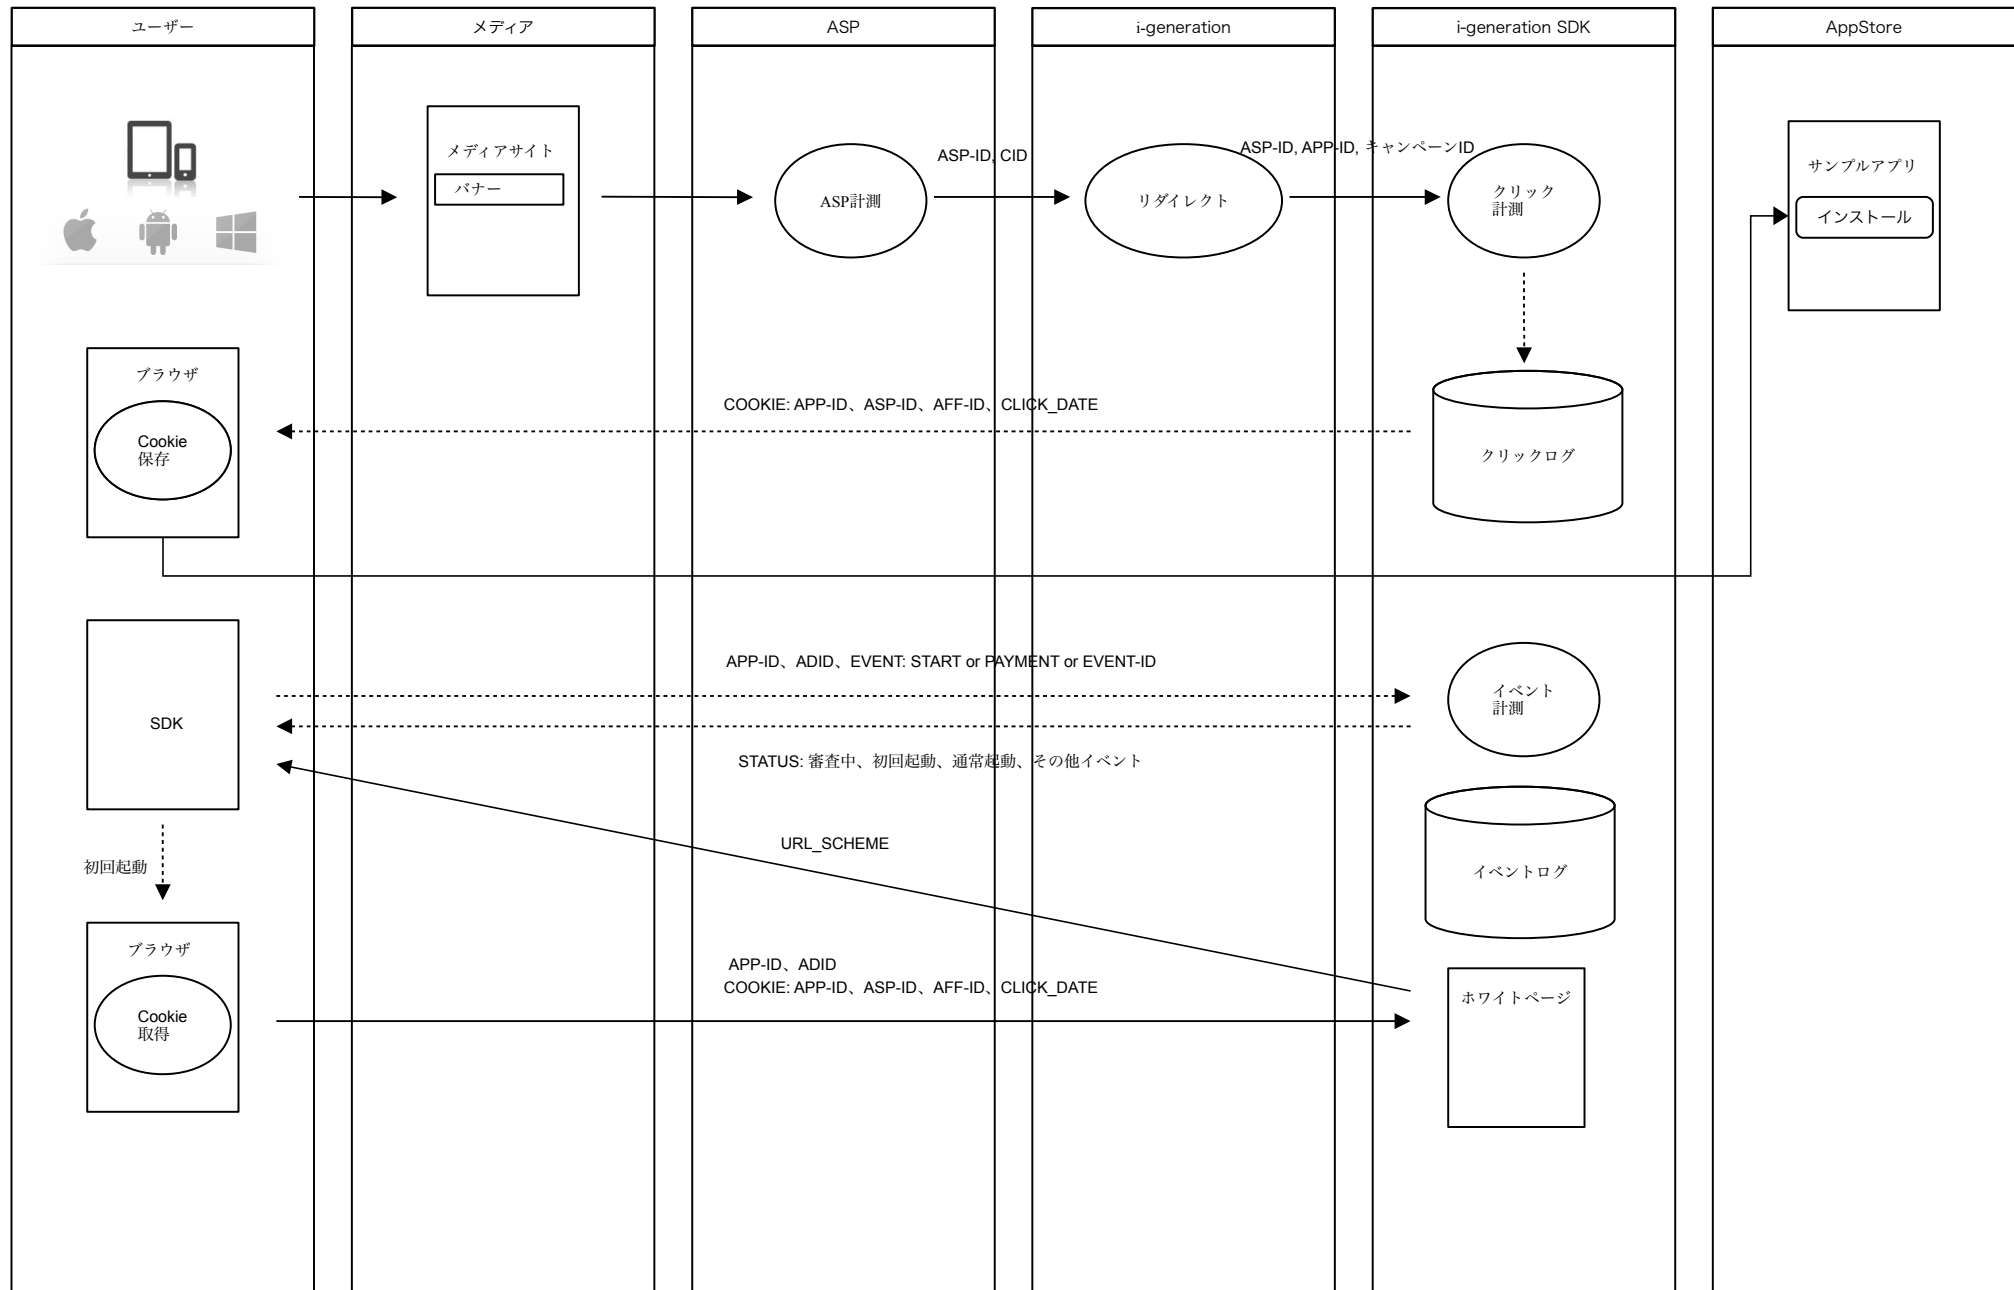 ユーザー
メディア
ASP
i-generation
i-generation SDK
AppStore
メディアサイト
バナー
ASP計測
ASP-ID, CID
リダイレクト
ASP-ID, APP-ID, キャンペーンID
クリック
計測
サンプルアプリ
インストール
ブラウザ
Cookie
保存
COOKIE: APP-ID、ASP-ID、AFF-ID、CLICK_DATE
クリックログ
SDK
APP-ID、ADID、EVENT: START or PAYMENT or EVENT-ID
イベント
計測
STATUS: 審査中、初回起動、通常起動、その他イベント
URL_SCHEME
イベントログ
初回起動
ブラウザ
Cookie
取得
APP-ID、ADID
COOKIE: APP-ID、ASP-ID、AFF-ID、CLICK_DATE
ホワイトページ